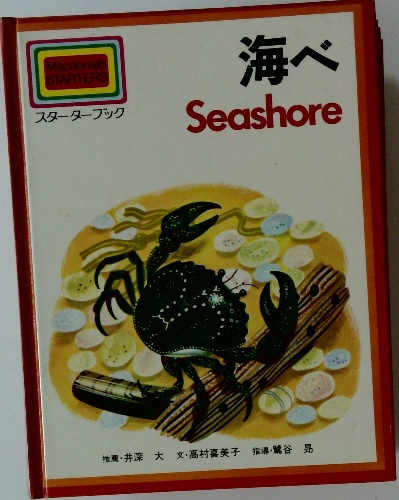 Macdonald
STARTERS
スターターブック
海べ
Seashore
推薦・井深 大 文・高村喜美子 指導・鷺谷 昂